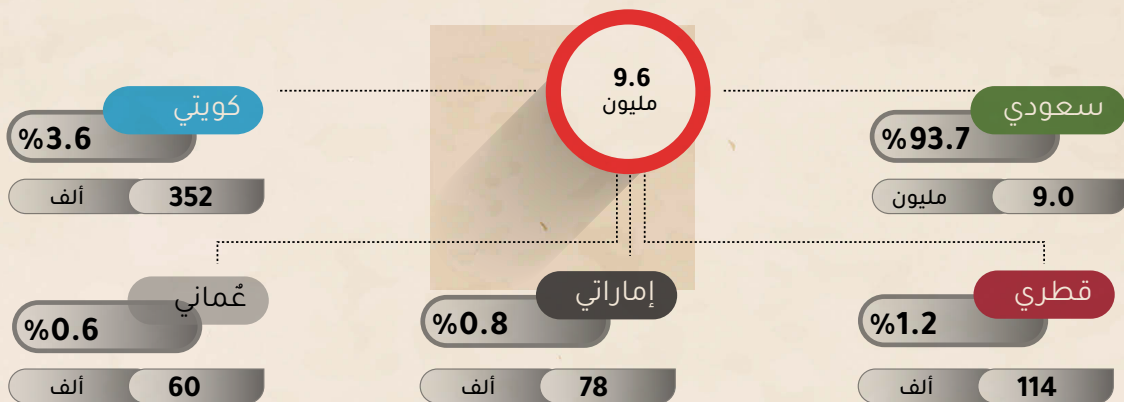 9.6
مليون
سعودي
%93.7
9.0 مليون
كويتي
%3.6
352 ألف
قطري
%1.2
114 ألف
إماراتي
%0.8
78 ألف
عُماني
%0.6
60 ألف